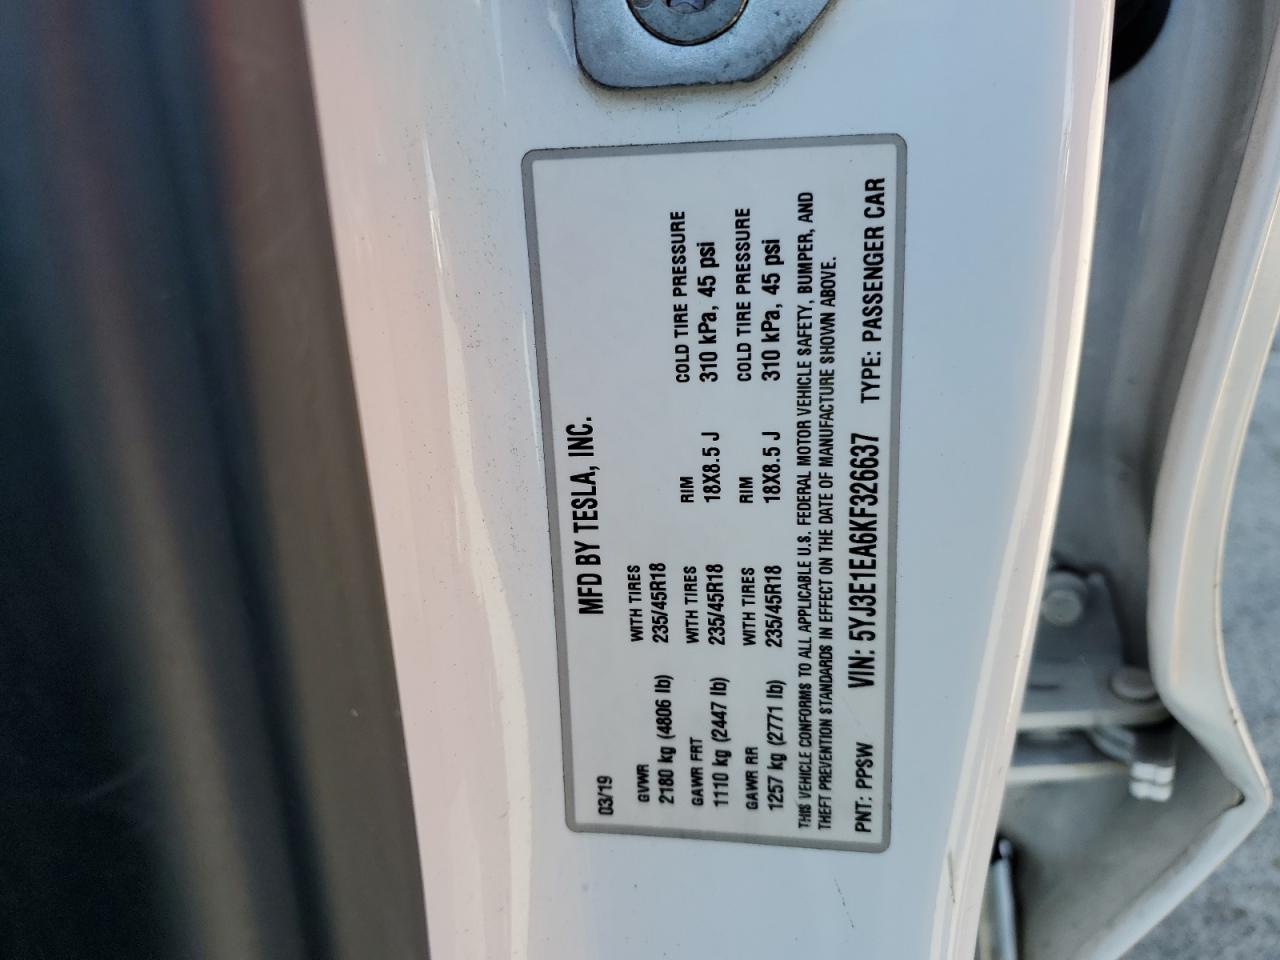 03/19 MFD BY TESLA, INC.
GVWR WITH TIRES
2180 kg (4806 lb) 235/45R18
GAWR FRT WITH TIRES RIM COLD TIRE PRESSURE
1110 kg (2447 lb) 235/45R18 18X8.5 J 310 kPa, 45 psi
GAWR RR WITH TIRES RIM COLD TIRE PRESSURE
1257 kg (2771 lb) 235/45R18 18X8.5 J 310 kPa, 45 psi
THIS VEHICLE CONFORMS TO ALL APPLICABLE U.S. FEDERAL MOTOR VEHICLE SAFETY, BUMPER, AND
THEFT PREVENTION STANDARDS IN EFFECT ON THE DATE OF MANUFACTURE SHOWN ABOVE.
PNT: PPSW VIN: 5YJ3E1EA6KF326637 TYPE: PASSENGER CAR